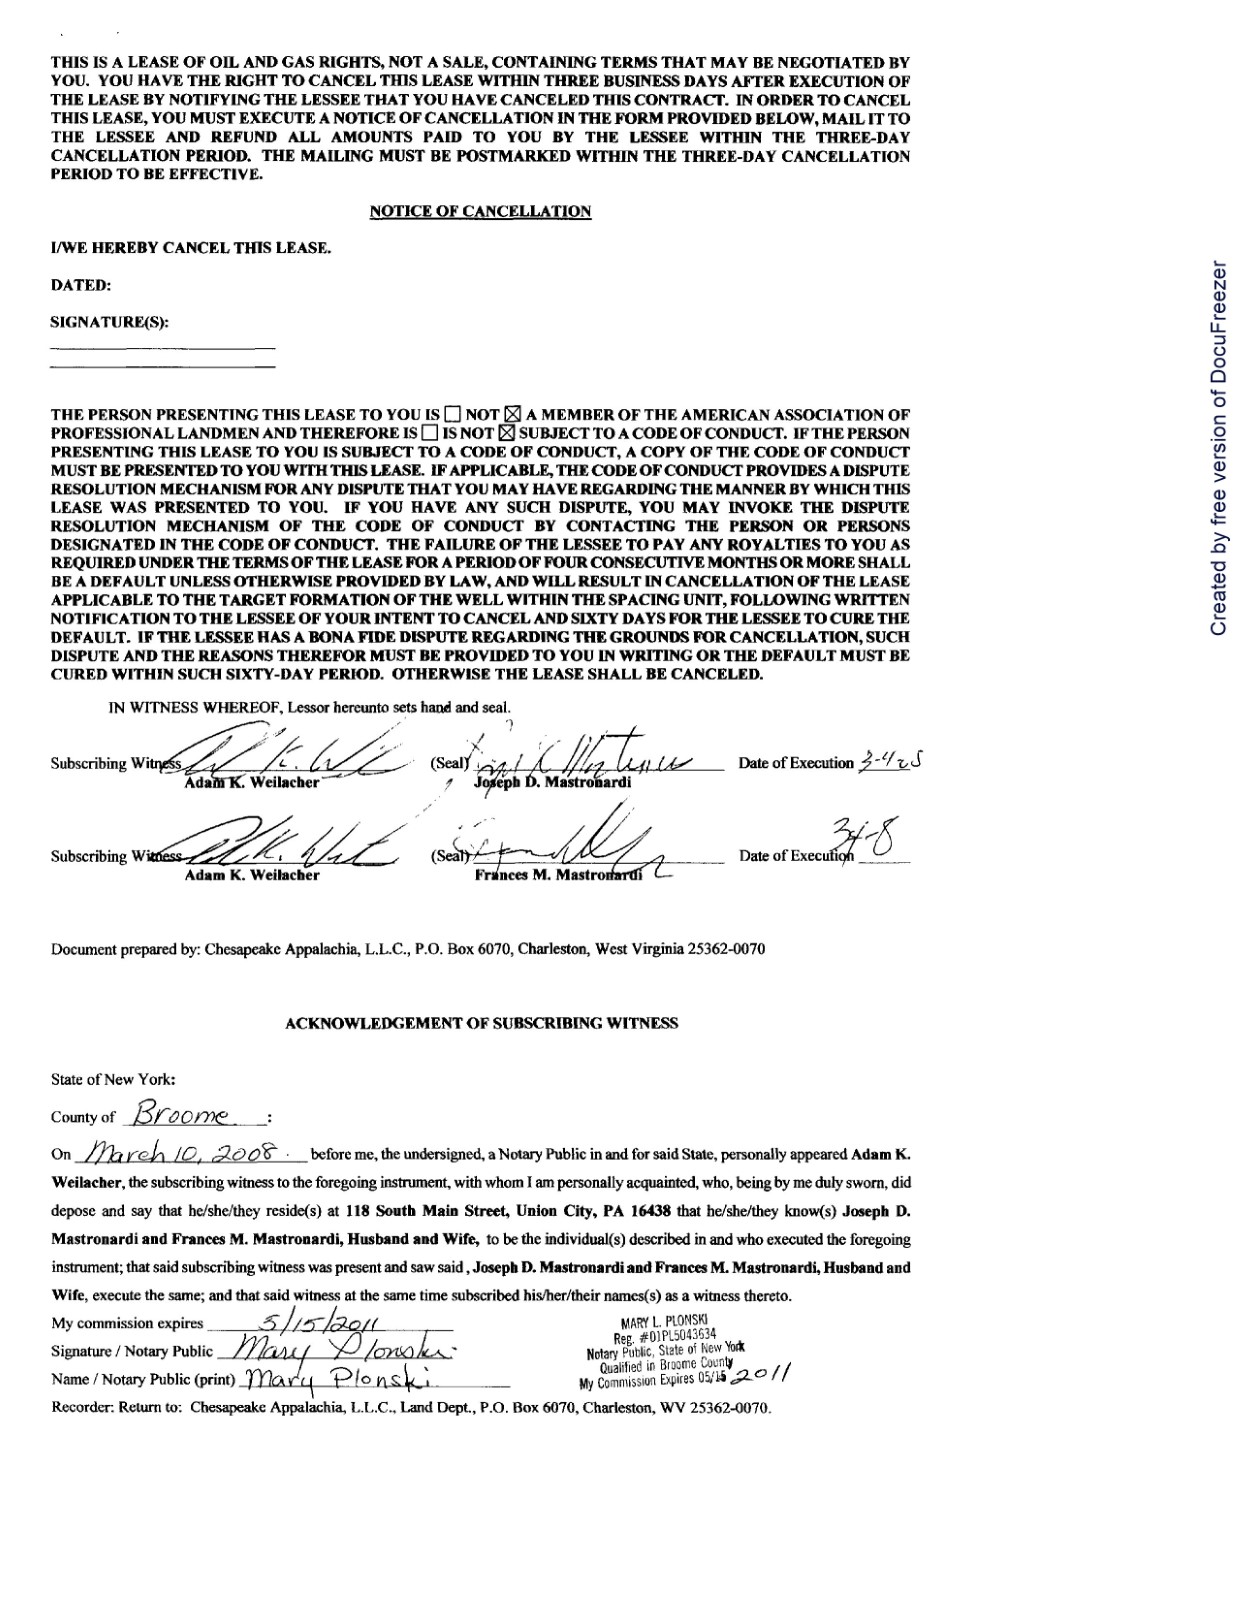 THIS IS A LEASE OF OIL AND GAS RIGHTS, NOT A SALE, CONTAINING TERMS THAT MAY BE NEGOTIATED BY
YOU. YOU HAVE THE RIGHT TO CANCEL THIS LEASE WITHIN THREE BUSINESS DAYS AFTER EXECUTION OF
THE LEASE BY NOTIFYING THE LESSEE THAT YOU HAVE CANCELED THIS CONTRACT. IN ORDER TO CANCEL
THIS LEASE, YOU MUST EXECUTE A NOTICE OF CANCELLATION IN THE FORM PROVIDED BELOW, MAIL IT TO
THE LESSEE AND REFUND ALL AMOUNTS PAID TO YOU BY THE LESSEE WITHIN THE THREE-DAY
CANCELLATION PERIOD. THE MAILING MUST BE POSTMARKED WITHIN THE THREE-DAY CANCELLATION
PERIOD TO BE EFFECTIVE.
NOTICE OF CANCELLATION
I/WE HEREBY CANCEL THIS LEASE.
DATED:
SIGNATURE(S):
THE PERSON PRESENTING THIS LEASE TO YOU IS ☐ NOT ☒ A MEMBER OF THE AMERICAN ASSOCIATION OF
PROFESSIONAL LANDMEN AND THEREFORE IS ☐ IS NOT ☒ SUBJECT TO A CODE OF CONDUCT. IF THE PERSON
PRESENTING THIS LEASE TO YOU IS SUBJECT TO A CODE OF CONDUCT, A COPY OF THE CODE OF CONDUCT
MUST BE PRESENTED TO YOU WITH THIS LEASE. IF APPLICABLE, THE CODE OF CONDUCT PROVIDES A DISPUTE
RESOLUTION MECHANISM FOR ANY DISPUTE THAT YOU MAY HAVE REGARDING THE MANNER BY WHICH THIS
LEASE WAS PRESENTED TO YOU. IF YOU HAVE ANY SUCH DISPUTE, YOU MAY INVOKE THE DISPUTE
RESOLUTION MECHANISM OF THE CODE OF CONDUCT BY CONTACTING THE PERSON OR PERSONS
DESIGNATED IN THE CODE OF CONDUCT. THE FAILURE OF THE LESSEE TO PAY ANY ROYALTIES TO YOU AS
REQUIRED UNDER THE TERMS OF THE LEASE FOR A PERIOD OF FOUR CONSECUTIVE MONTHS OR MORE SHALL
BE A DEFAULT UNLESS OTHERWISE PROVIDED BY LAW, AND WILL RESULT IN CANCELLATION OF THE LEASE
APPLICABLE TO THE TARGET FORMATION OF THE WELL WITHIN THE SPACING UNIT, FOLLOWING WRITTEN
NOTIFICATION TO THE LESSEE OF YOUR INTENT TO CANCEL AND SIXTY DAYS FOR THE LESSEE TO CURE THE
DEFAULT. IF THE LESSEE HAS A BONA FIDE DISPUTE REGARDING THE GROUNDS FOR CANCELLATION, SUCH
DISPUTE AND THE REASONS THEREFOR MUST BE PROVIDED TO YOU IN WRITING OR THE DEFAULT MUST BE
CURED WITHIN SUCH SIXTY-DAY PERIOD. OTHERWISE THE LEASE SHALL BE CANCELED.
IN WITNESS WHEREOF, Lessor hereunto sets hand and seal.
Subscribing Witness (Seal) Date of Execution
Adam K. Weilacher Joseph D. Mastronardi
Subscribing Witness (Seal) Date of Execution
Adam K. Weilacher Frances M. Mastronardi
Document prepared by: Chesapeake Appalachia, L.L.C., P.O. Box 6070, Charleston, West Virginia 25362-0070
ACKNOWLEDGEMENT OF SUBSCRIBING WITNESS
State of New York:
County of Broome :
On March 10, 2008 before me, the undersigned, a Notary Public in and for said State, personally appeared Adam K.
Weilacher, the subscribing witness to the foregoing instrument, with whom I am personally acquainted, who, being by me duly sworn, did
depose and say that he/she/they reside(s) at 118 South Main Street, Union City, PA 16438 that he/she/they know(s) Joseph D.
Mastronardi and Frances M. Mastronardi, Husband and Wife, to be the individual(s) described in and who executed the foregoing
instrument; that said subscribing witness was present and saw said , Joseph D. Mastronardi and Frances M. Mastronardi, Husband and
Wife, execute the same; and that said witness at the same time subscribed his/her/their names(s) as a witness thereto.
My commission expires 5/15/2011
Signature / Notary Public Mary Plonski
Name / Notary Public (print) Mary Plonski
MARY L. PLONSKI
Reg. #01PL5043634
Notary Public, State of New York
Qualified in Broome County
My Commission Expires 05/15 2011
Recorder: Return to: Chesapeake Appalachia, L.L.C., Land Dept., P.O. Box 6070, Charleston, WV 25362-0070.
Created by free version of DocuFreezer